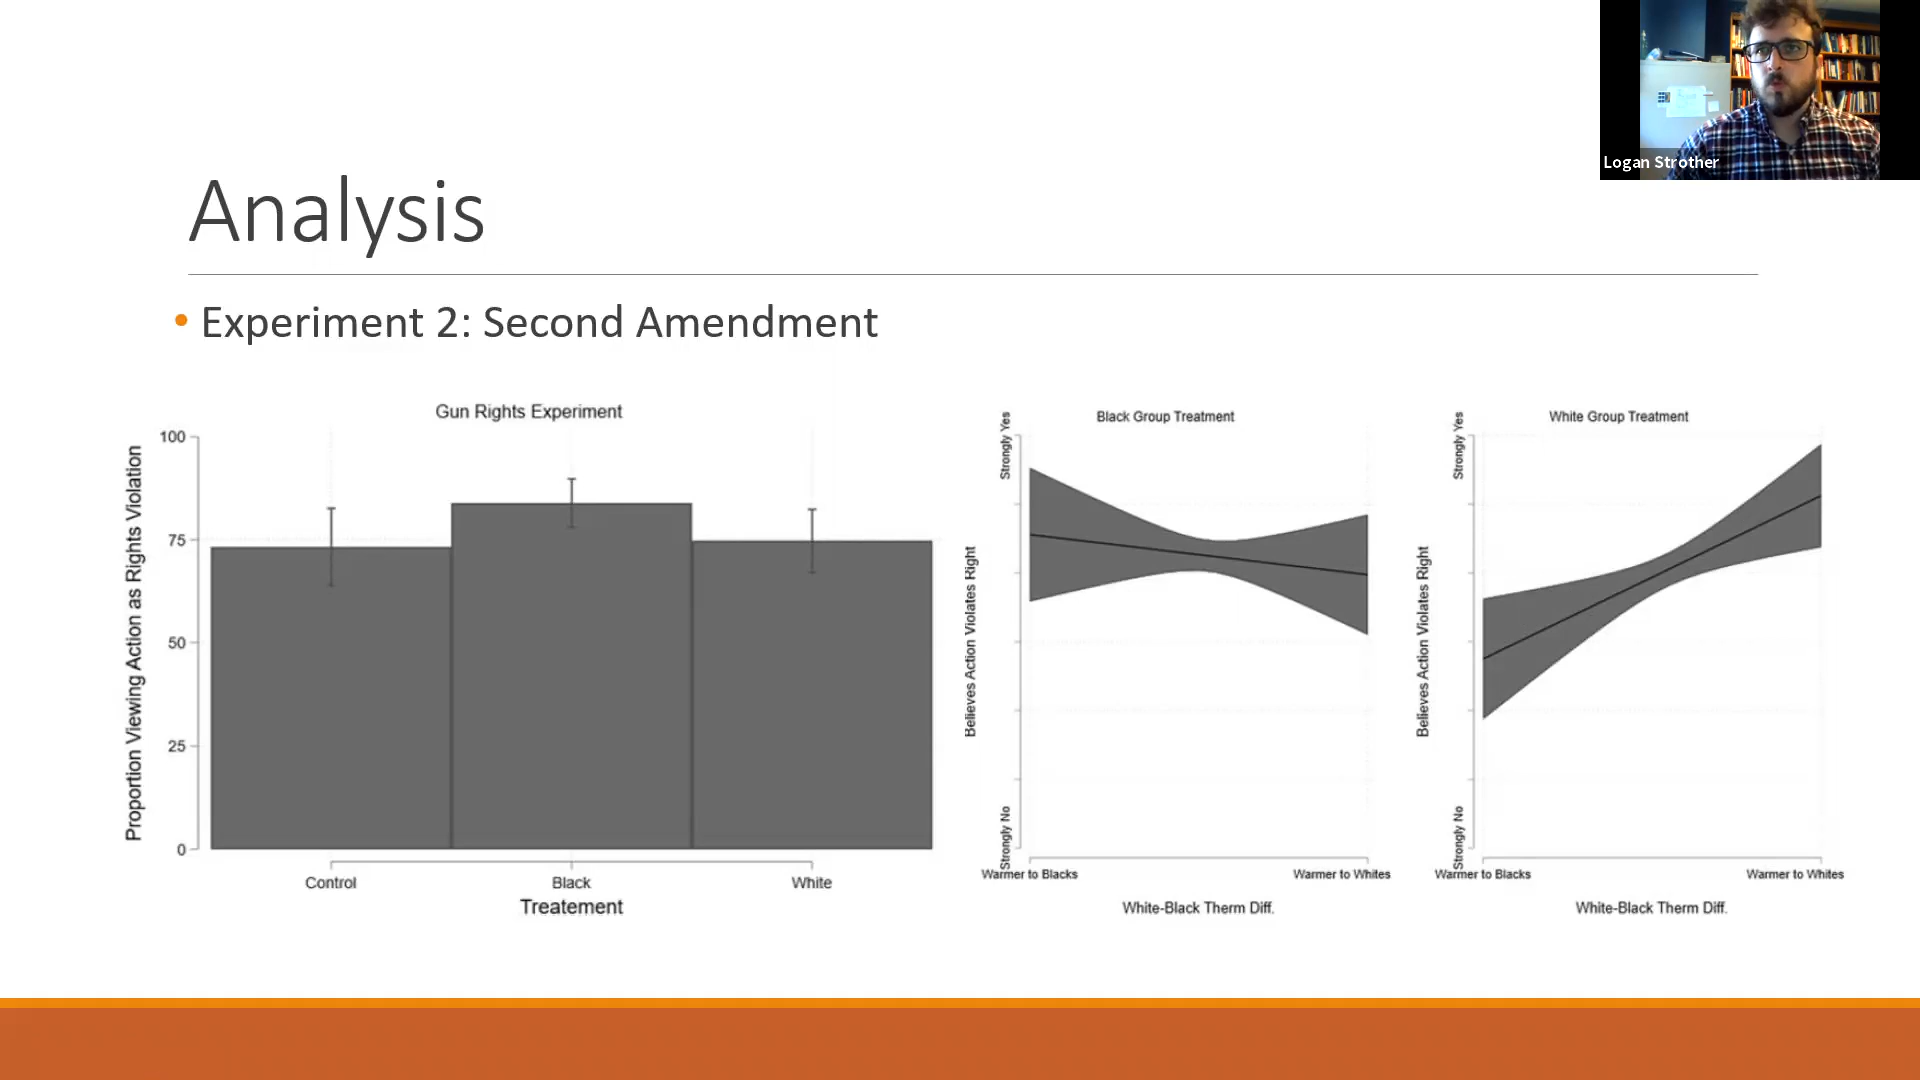 Logan Strother
Analysis
• Experiment 2: Second Amendment
Gun Rights Experiment
Proportion Viewing Action as Rights Violation
100
75
50
25
0
Control
Black
White
Treatement
Black Group Treatment
Strongly Yes
Believes Action Violates Right
Strongly No
Warmer to Blacks
Warmer to Whites
White-Black Therm Diff.
White Group Treatment
Strongly Yes
Believes Action Violates Right
Strongly No
Warmer to Blacks
Warmer to Whites
White-Black Therm Diff.